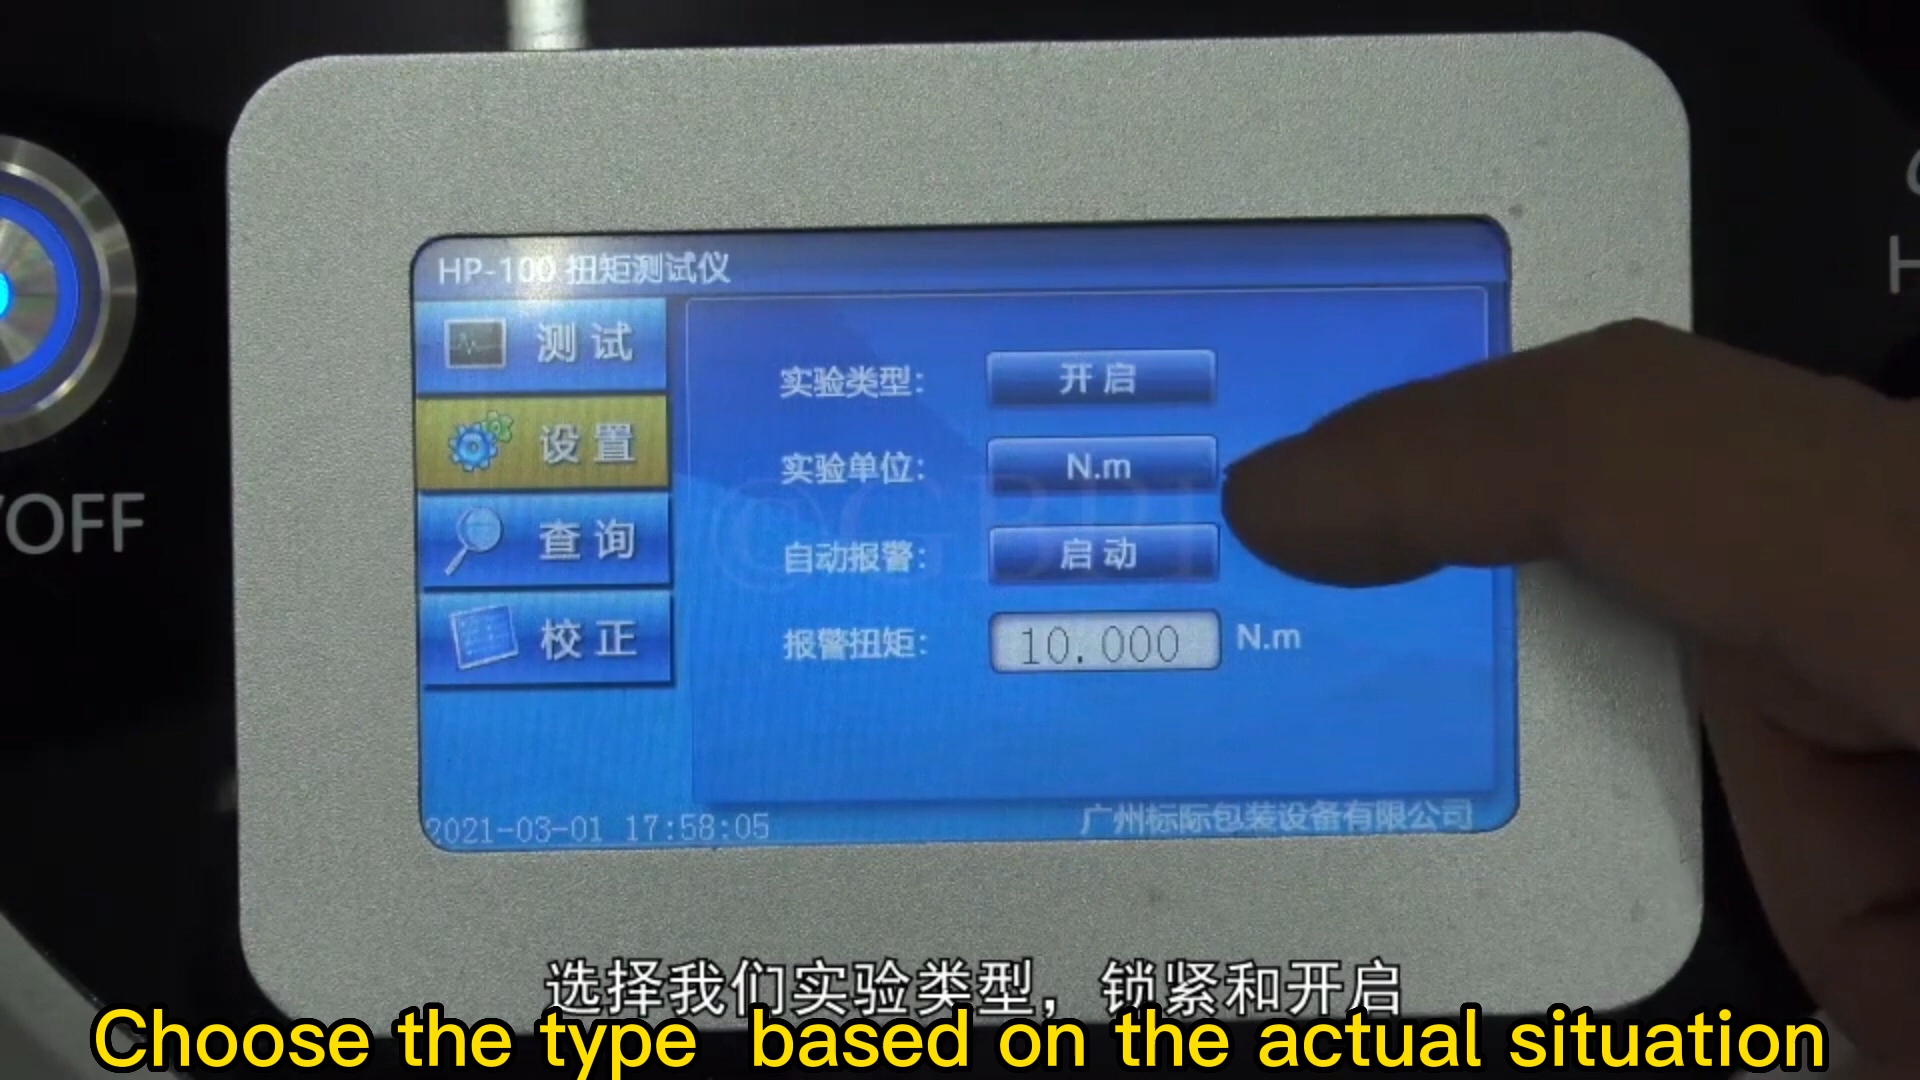 HP-100 扭矩测试仪
测试
设置
查询
校正
实验类型: 开启
实验单位: N.m
自动报警: 启动
报警扭矩: 10.000 N.m
©GBPI
2021-03-01 17:58:05
广州标际包装设备有限公司
/OFF
H
选择我们实验类型，锁紧和开启
Choose the type based on the actual situation